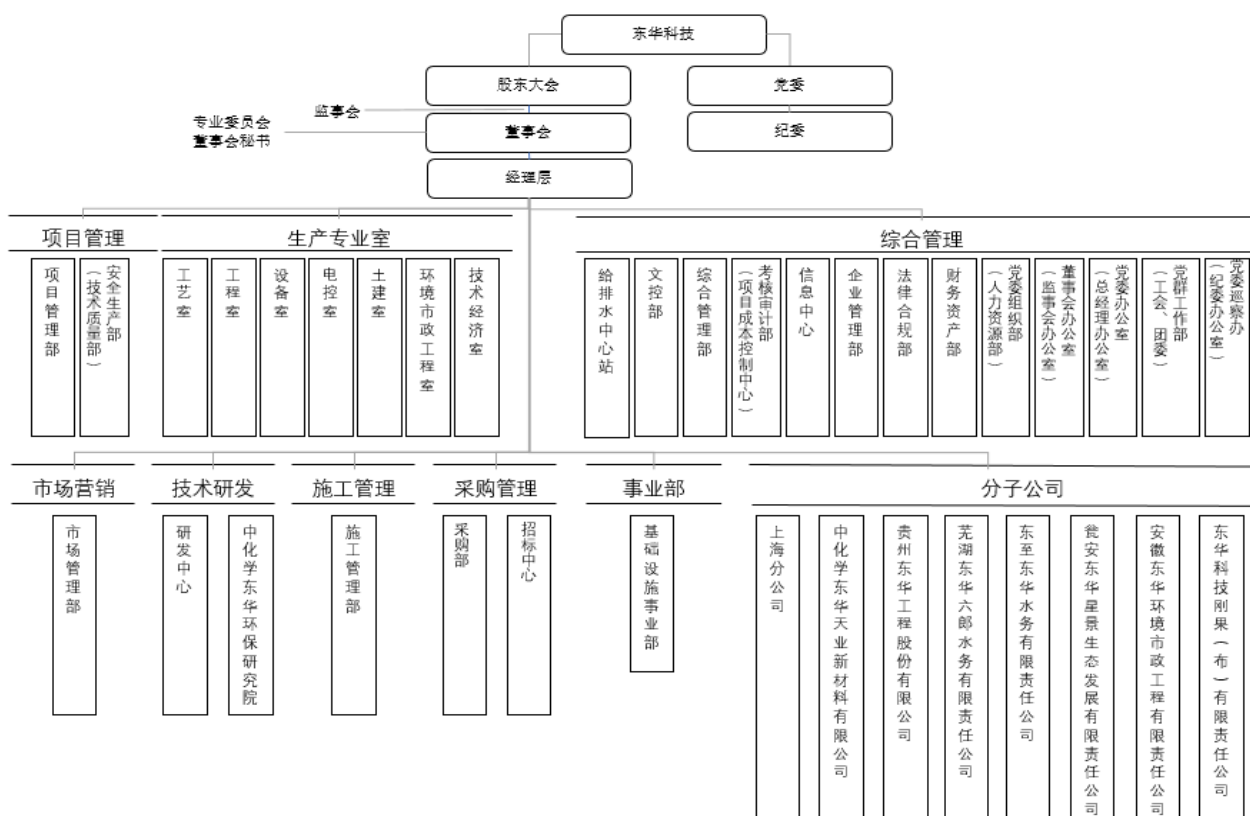 东华科技
股东大会
党委
监事会
专业委员会
董事会秘书
董事会
纪委
经理层
项目管理
生产专业室
综合管理
项目管理部
安全生产部
（技术质量部）
工艺室
工程室
设备室
电控室
土建室
环境市政工程室
技术经济室
给排水中心站
文控部
综合管理部
考核审计部
（项目成本控制中心）
信息中心
企业管理部
法律合规部
财务资产部
党委组织部
（人力资源部）
董事会办公室
（监事会办公室）
党委办公室
（总经理办公室）
党群工作部
（工会、团委）
党委巡察办
（纪委办公室）
市场营销
技术研发
施工管理
采购管理
事业部
分子公司
市场管理部
研发中心
中化学东华环保研究院
施工管理部
采购部
招标中心
基础设施事业部
上海分公司
中化学东华天业新材料有限公司
贵州东华工程股份有限公司
芜湖东华六郎水务有限责任公司
东至东华水务有限责任公司
瓮安东华星景生态发展有限责任公司
安徽东华环境市政工程有限责任公司
东华科技刚果（布）有限责任公司